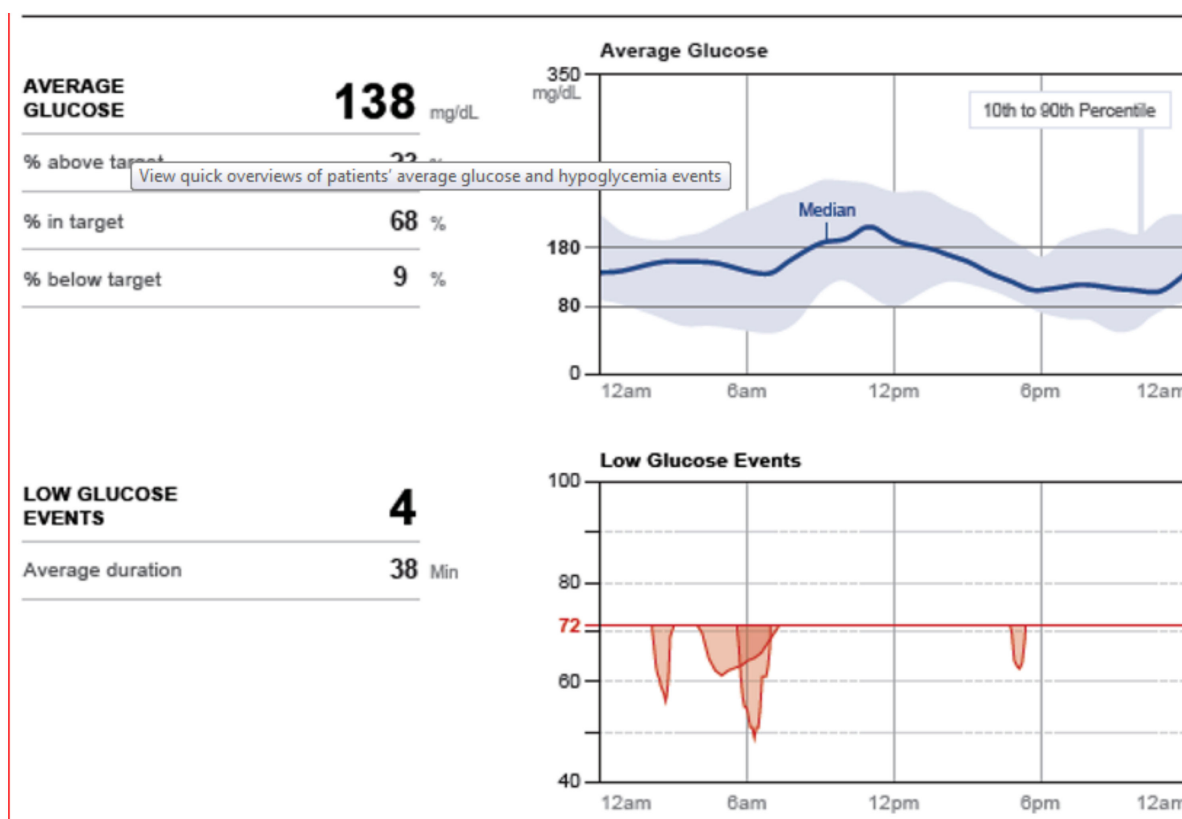 Average Glucose
AVERAGE
GLUCOSE
138 mg/dL
% above target
View quick overviews of patients' average glucose and hypoglycemia events
% in target 68 %
% below target 9 %
350
mg/dL
10th to 90th Percentile
Median
180
80
0
12am 6am 12pm 6pm 12am
Low Glucose Events
LOW GLUCOSE
EVENTS
4
Average duration 38 Min
100
80
72
60
40
12am 6am 12pm 6pm 12am